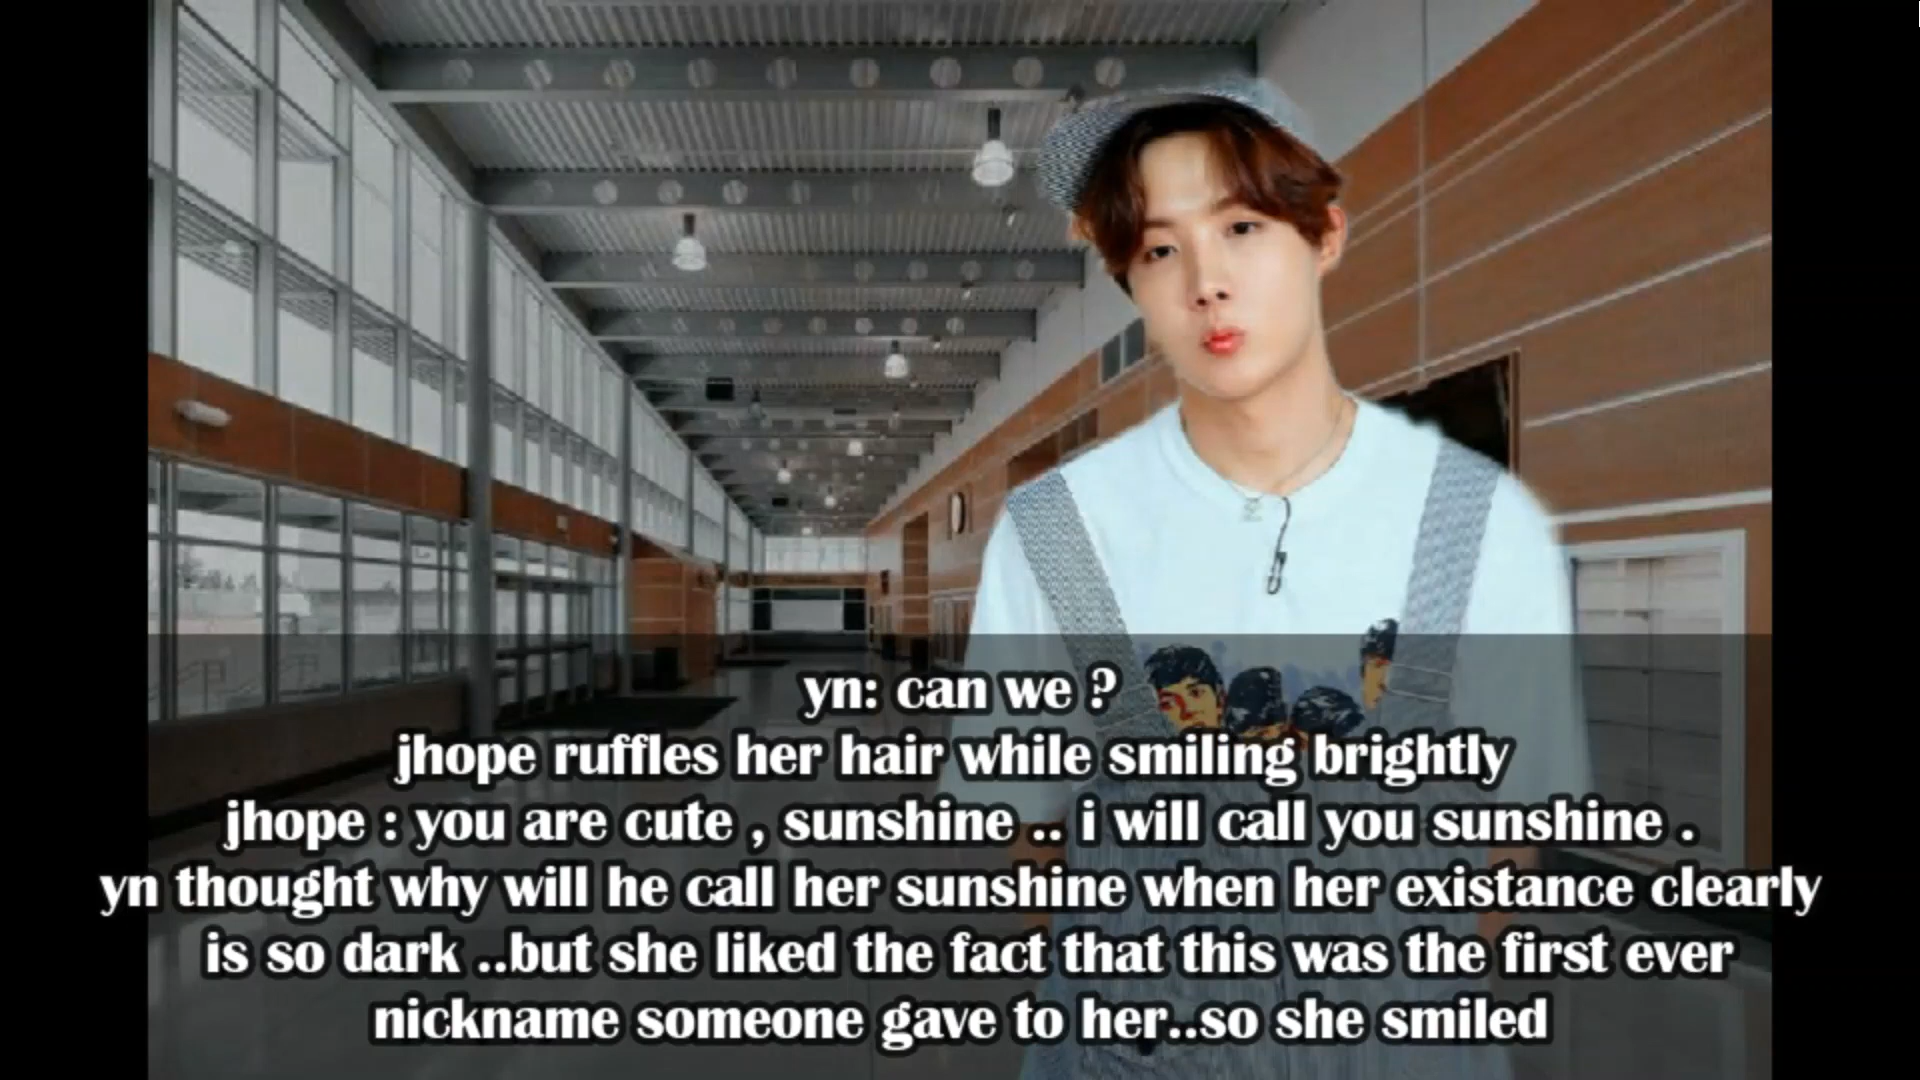 yn: can we ?
jhope ruffles her hair while smiling brightly
jhope : you are cute , sunshine .. i will call you sunshine .
yn thought why will he call her sunshine when her existance clearly
is so dark ..but she liked the fact that this was the first ever
nickname someone gave to her..so she smiled